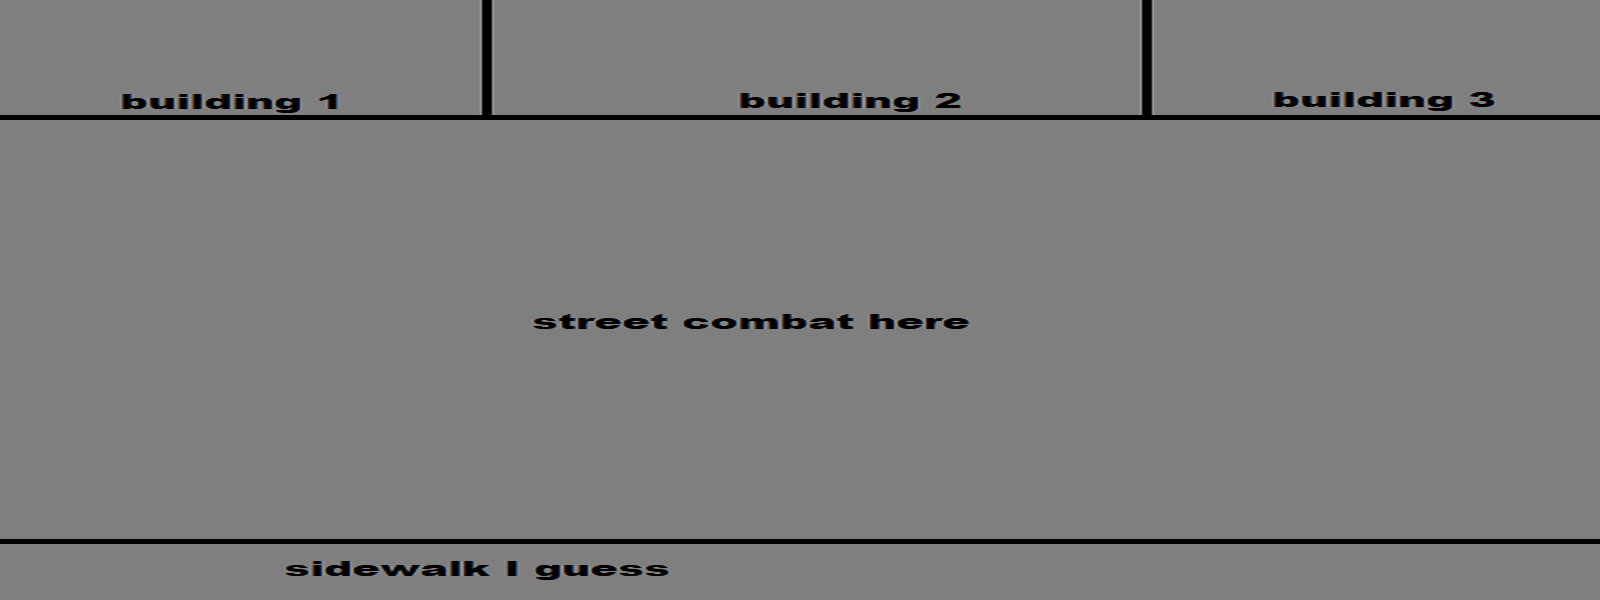 building 1
building 2
building 3
street combat here
sidewalk I guess